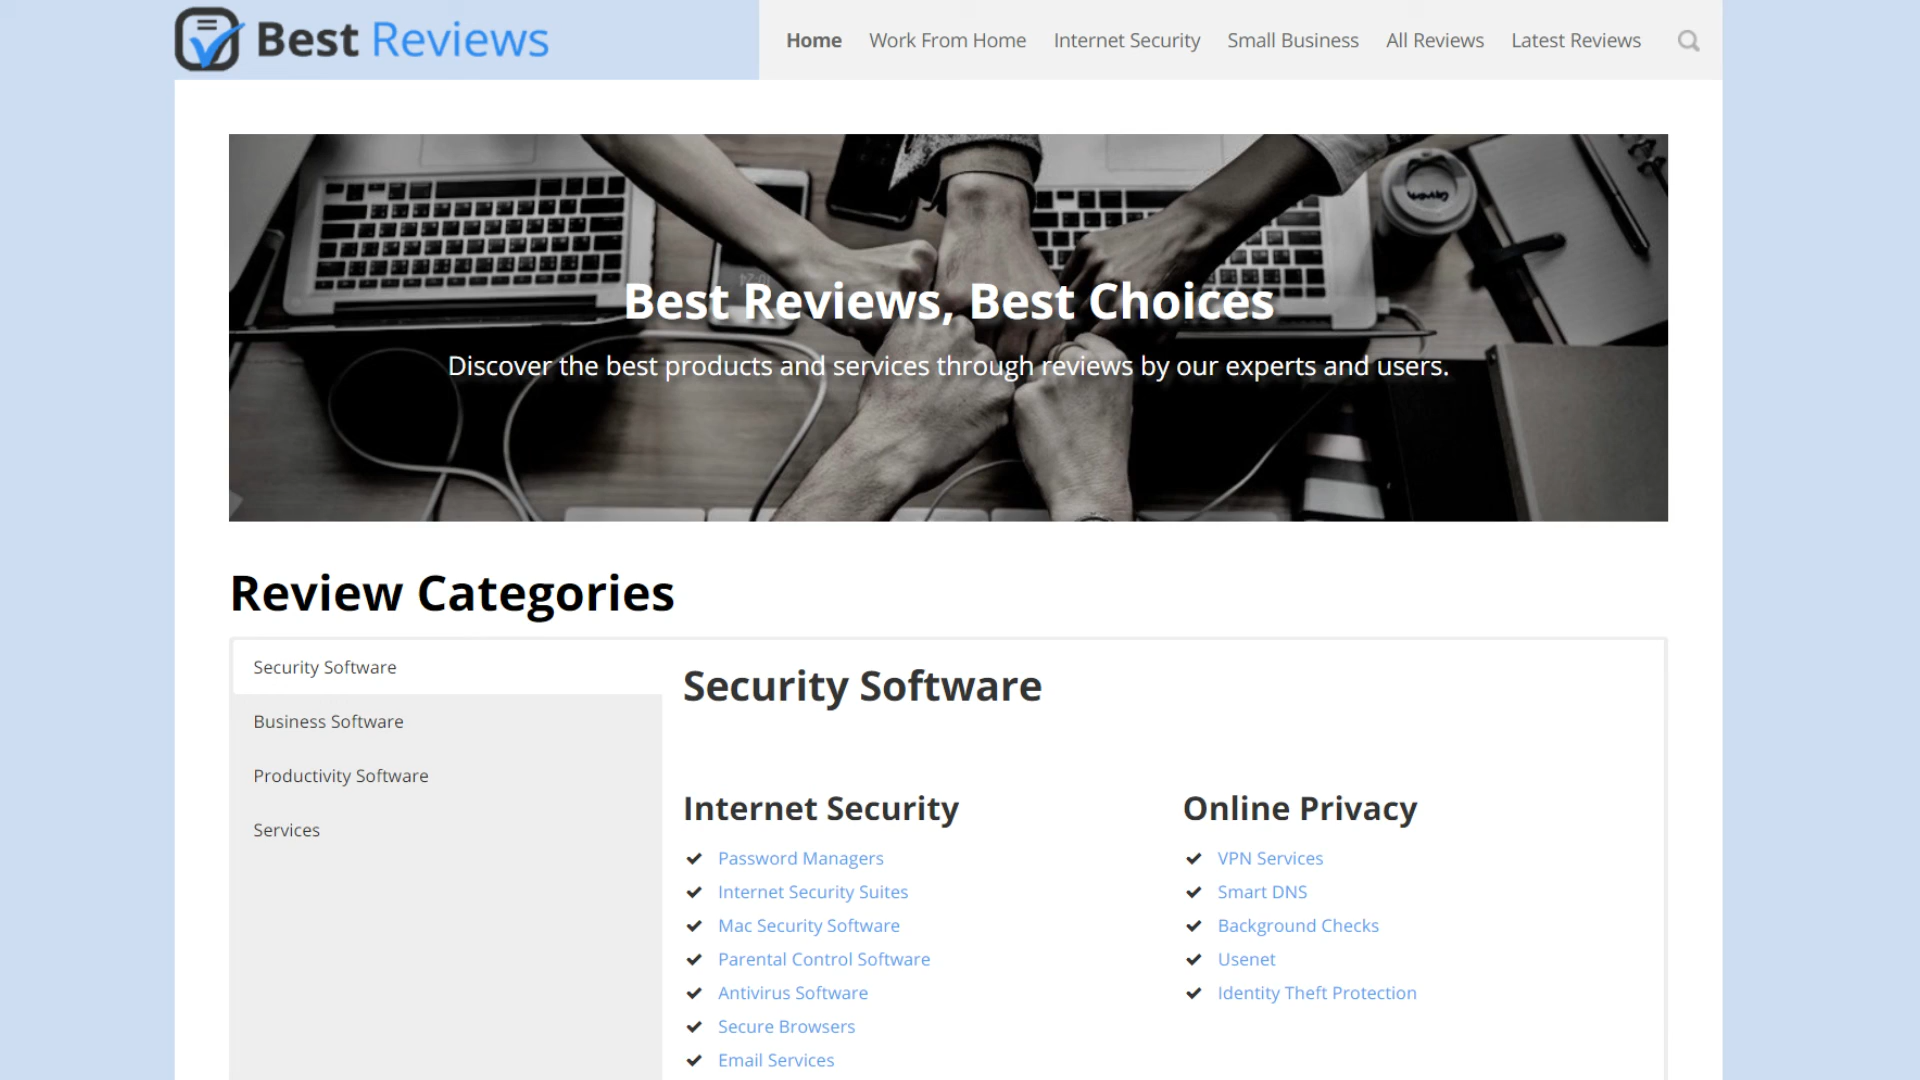 Best Reviews
Home Work From Home Internet Security Small Business All Reviews Latest Reviews
Best Reviews, Best Choices
Discover the best products and services through reviews by our experts and users.
Review Categories
Security Software
Business Software
Productivity Software
Services
Security Software
Internet Security
Password Managers
Internet Security Suites
Mac Security Software
Parental Control Software
Antivirus Software
Secure Browsers
Email Services
Online Privacy
VPN Services
Smart DNS
Background Checks
Usenet
Identity Theft Protection